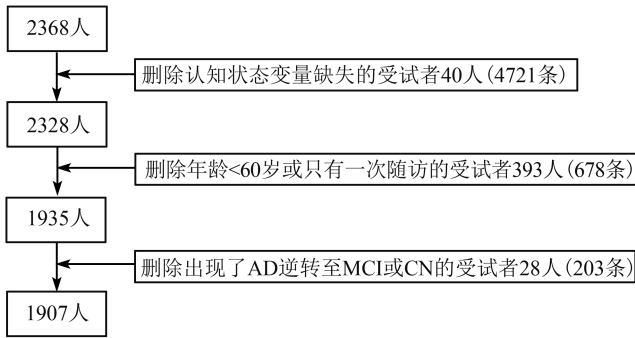 2368人
删除认知状态变量缺失的受试者40人(4721条)
2328人
删除年龄<60岁或只有一次随访的受试者393人(678条)
1935人
删除出现了AD逆转至MCI或CN的受试者28人(203条)
1907人